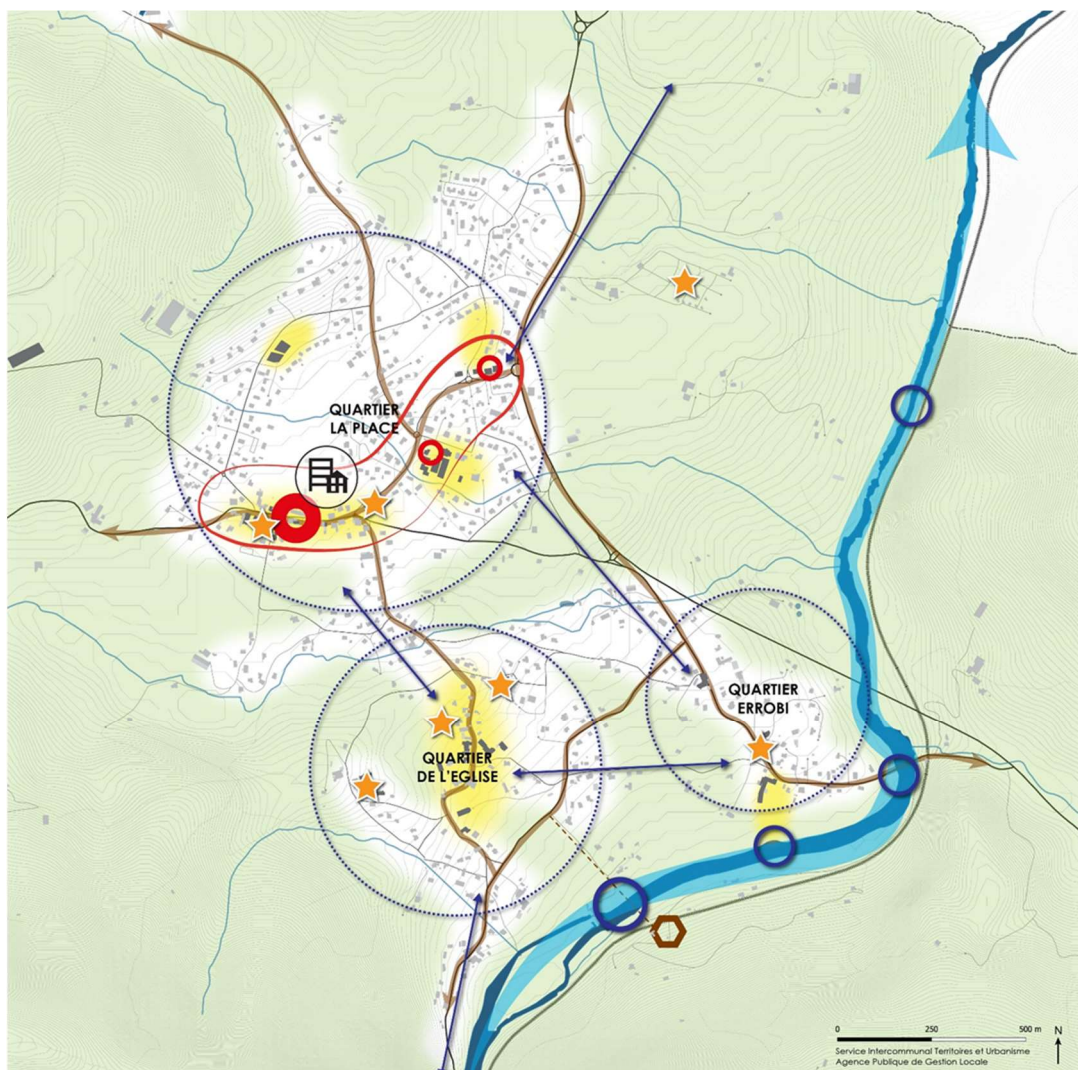 QUARTIER
LA PLACE
QUARTIER
ERROBI
QUARTIER
DE L'EGLISE
0 250 500 m
N
Service Intercommunal Territoires et Urbanisme
Agence Publique de Gestion Locale